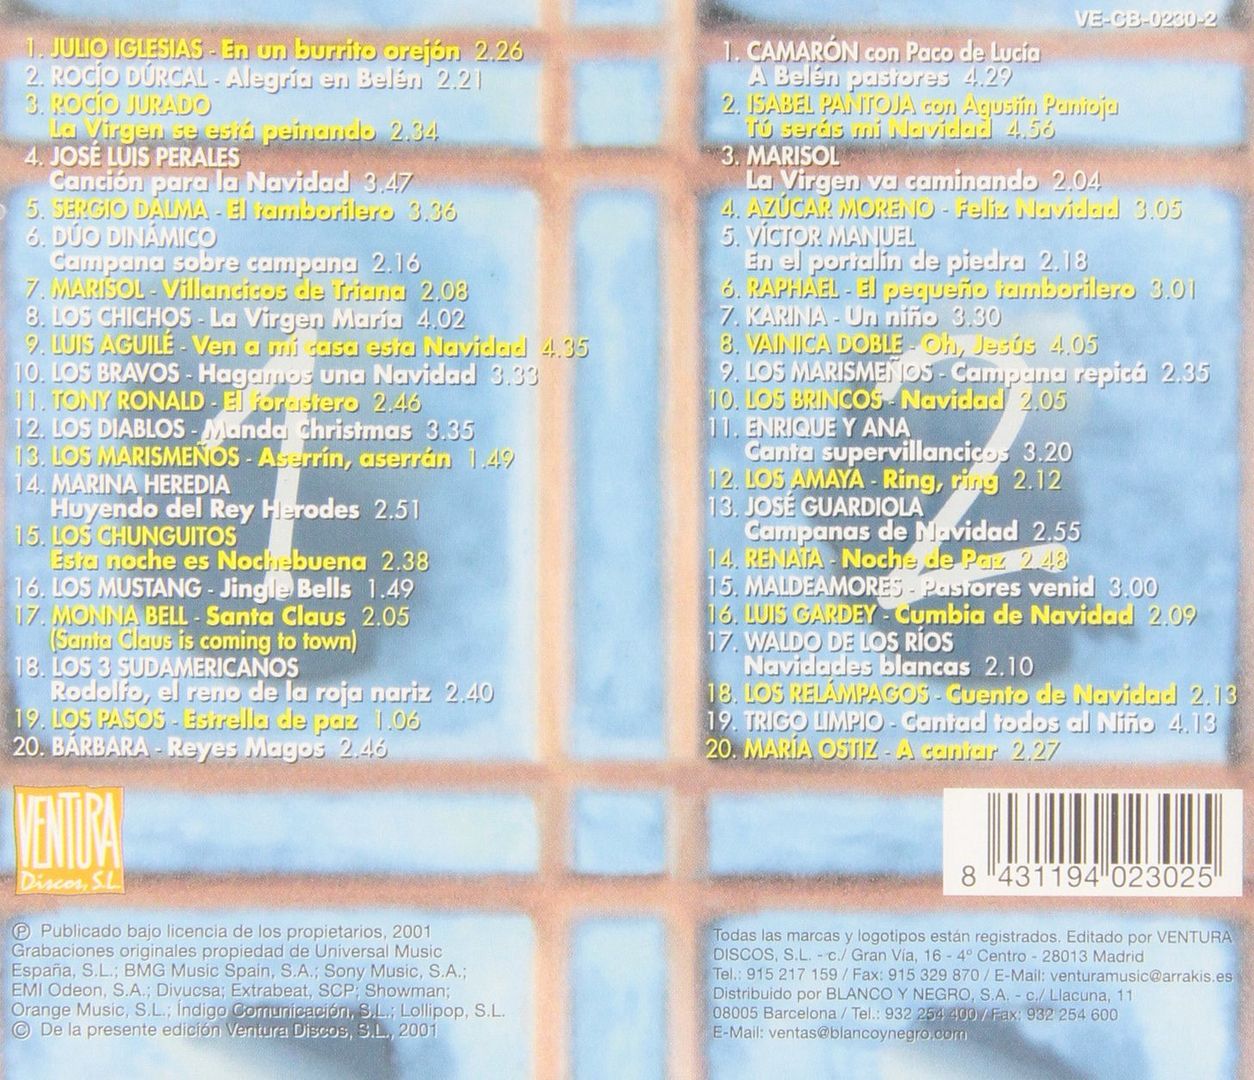 VE-CB-0230-2
1. JULIO IGLESIAS - En un burrito orejón 2.26
2. ROCÍO DÚRCAL - Alegría en Belén 2.21
3. ROCÍO JURADO
La Virgen se está peinando 2.34
4. JOSÉ LUIS PERALES
Canción para la Navidad 3.47
5. SERGIO DALMA - El tamborilero 3.36
6. DÚO DINÁMICO
Campana sobre campana 2.16
7. MARISOL - Villancicos de Triana 2.08
8. LOS CHICHOS - La Virgen María 4.02
9. LUIS AGUILÉ - Ven a mi casa esta Navidad 4.35
10. LOS BRAVOS - Hagamos una Navidad 3.33
11. TONY RONALD - El forastero 2.46
12. LOS DIABLOS - Manda Christmas 3.35
13. LOS MARISMEÑOS - Aserrín, aserrán 1.49
14. MARINA HEREDIA
Huyendo del Rey Herodes 2.51
15. LOS CHUNGUITOS
Esta noche es Nochebuena 2.38
16. LOS MUSTANG - Jingle Bells 1.49
17. MONNA BELL - Santa Claus 2.05
(Santa Claus is coming to town)
18. LOS 3 SUDAMERICANOS
Rodolfo, el reno de la roja nariz 2.40
19. LOS PASOS - Estrella de paz 1.06
20. BÁRBARA - Reyes Magos 2.46
1
1. CAMARÓN con Paco de Lucía
A Belén pastores 4.29
2. ISABEL PANTOJA con Agustín Pantoja
Tú serás mi Navidad 4.56
3. MARISOL
La Virgen va caminando 2.04
4. AZÚCAR MORENO - Feliz Navidad 3.05
5. VÍCTOR MANUEL
En el portalín de piedra 2.18
6. RAPHAEL - El pequeño tamborilero 3.01
7. KARINA - Un niño 3.30
8. VAINICA DOBLE - Oh, Jesús 4.05
9. LOS MARISMEÑOS - Campana repicá 2.35
10. LOS BRINCOS - Navidad 2.05
11. ENRIQUE Y ANA
Canta supervillancicos 3.20
12. LOS AMAYA - Ring, ring 2.12
13. JOSÉ GUARDIOLA
Campanas de Navidad 2.55
14. RENATA - Noche de Paz 2.48
15. MALDEAMORES - Pastores venid 3.00
16. LUIS GARDEY - Cumbia de Navidad 2.09
17. WALDO DE LOS RÍOS
Navidades blancas 2.10
18. LOS RELÁMPAGOS - Cuento de Navidad 2.13
19. TRIGO LIMPIO - Cantad todos al Niño 4.13
20. MARÍA OSTIZ - A cantar 2.27
2
VENTURA
Discos, S.L.
8 431194 023025
℗ Publicado bajo licencia de los propietarios, 2001
Grabaciones originales propiedad de Universal Music
España, S.L.; BMG Music Spain, S.A.; Sony Music, S.A.;
EMI Odeon, S.A.; Divucsa; Extrabeat, SCP; Showman;
Orange Music, S.L.; Índigo Comunicación, S.L.; Lollipop, S.L.
© De la presente edición Ventura Discos, S.L., 2001
Todas las marcas y logotipos están registrados. Editado por VENTURA
DISCOS, S.L. - c./ Gran Vía, 16 - 4º Centro - 28013 Madrid
Tel.: 915 217 159 / Fax: 915 329 870 / E-Mail: venturamusic@arrakis.es
Distribuido por BLANCO Y NEGRO, S.A. - c./ Llacuna, 11
08005 Barcelona / Tel.: 932 254 400 / Fax: 932 254 600
E-Mail: ventas@blancoynegro.com